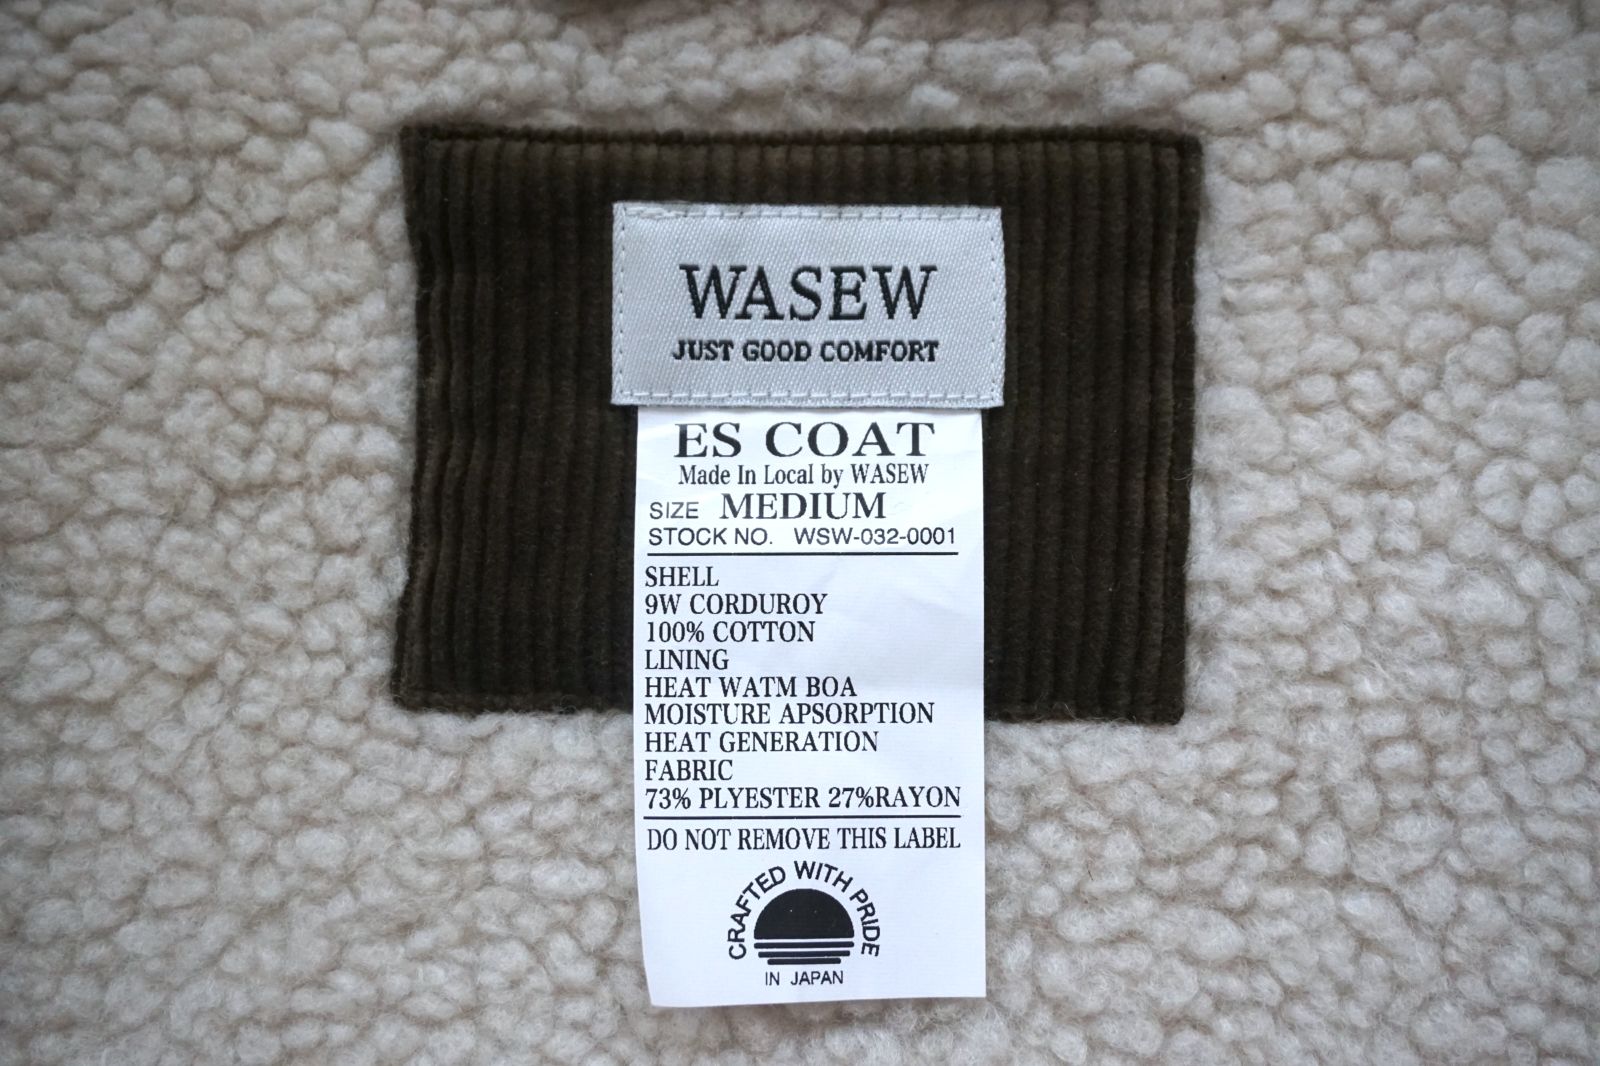 WASEW
JUST GOOD COMFORT
ES COAT
Made In Local by WASEW
SIZE MEDIUM
STOCK NO. WSW-032-0001
SHELL
9W CORDUROY
100% COTTON
LINING
HEAT WATM BOA
MOISTURE APSORPTION
HEAT GENERATION
FABRIC
73% PLYESTER 27%RAYON
DO NOT REMOVE THIS LABEL
CRAFTED WITH PRIDE
IN JAPAN